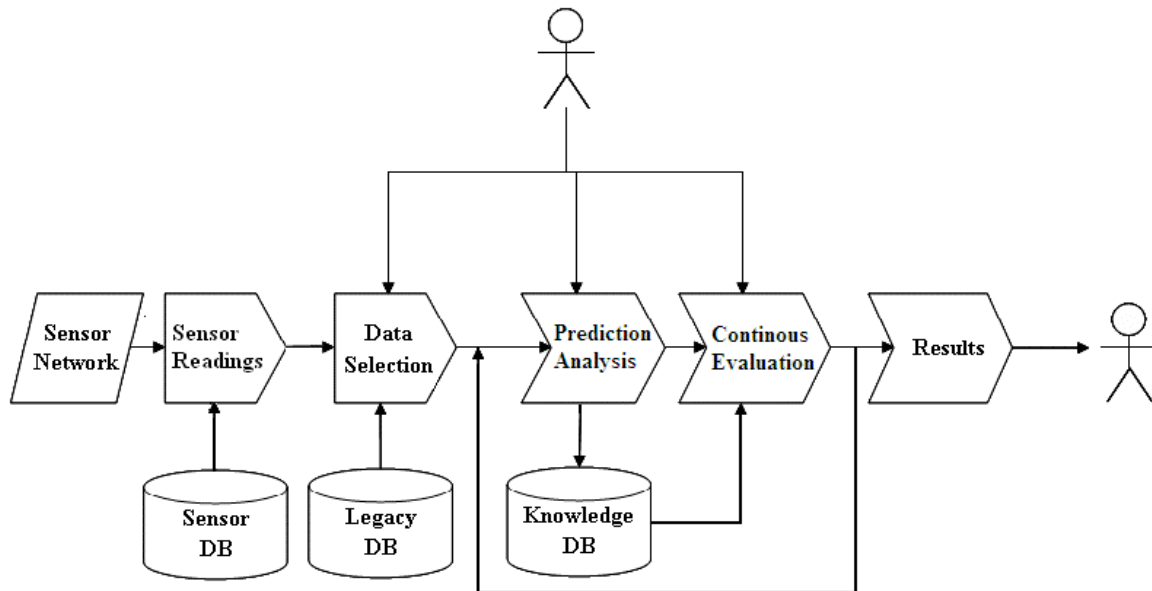 Sensor
Network
Sensor
Readings
Data
Selection
Prediction
Analysis
Continous
Evaluation
Results
Sensor
DB
Legacy
DB
Knowledge
DB